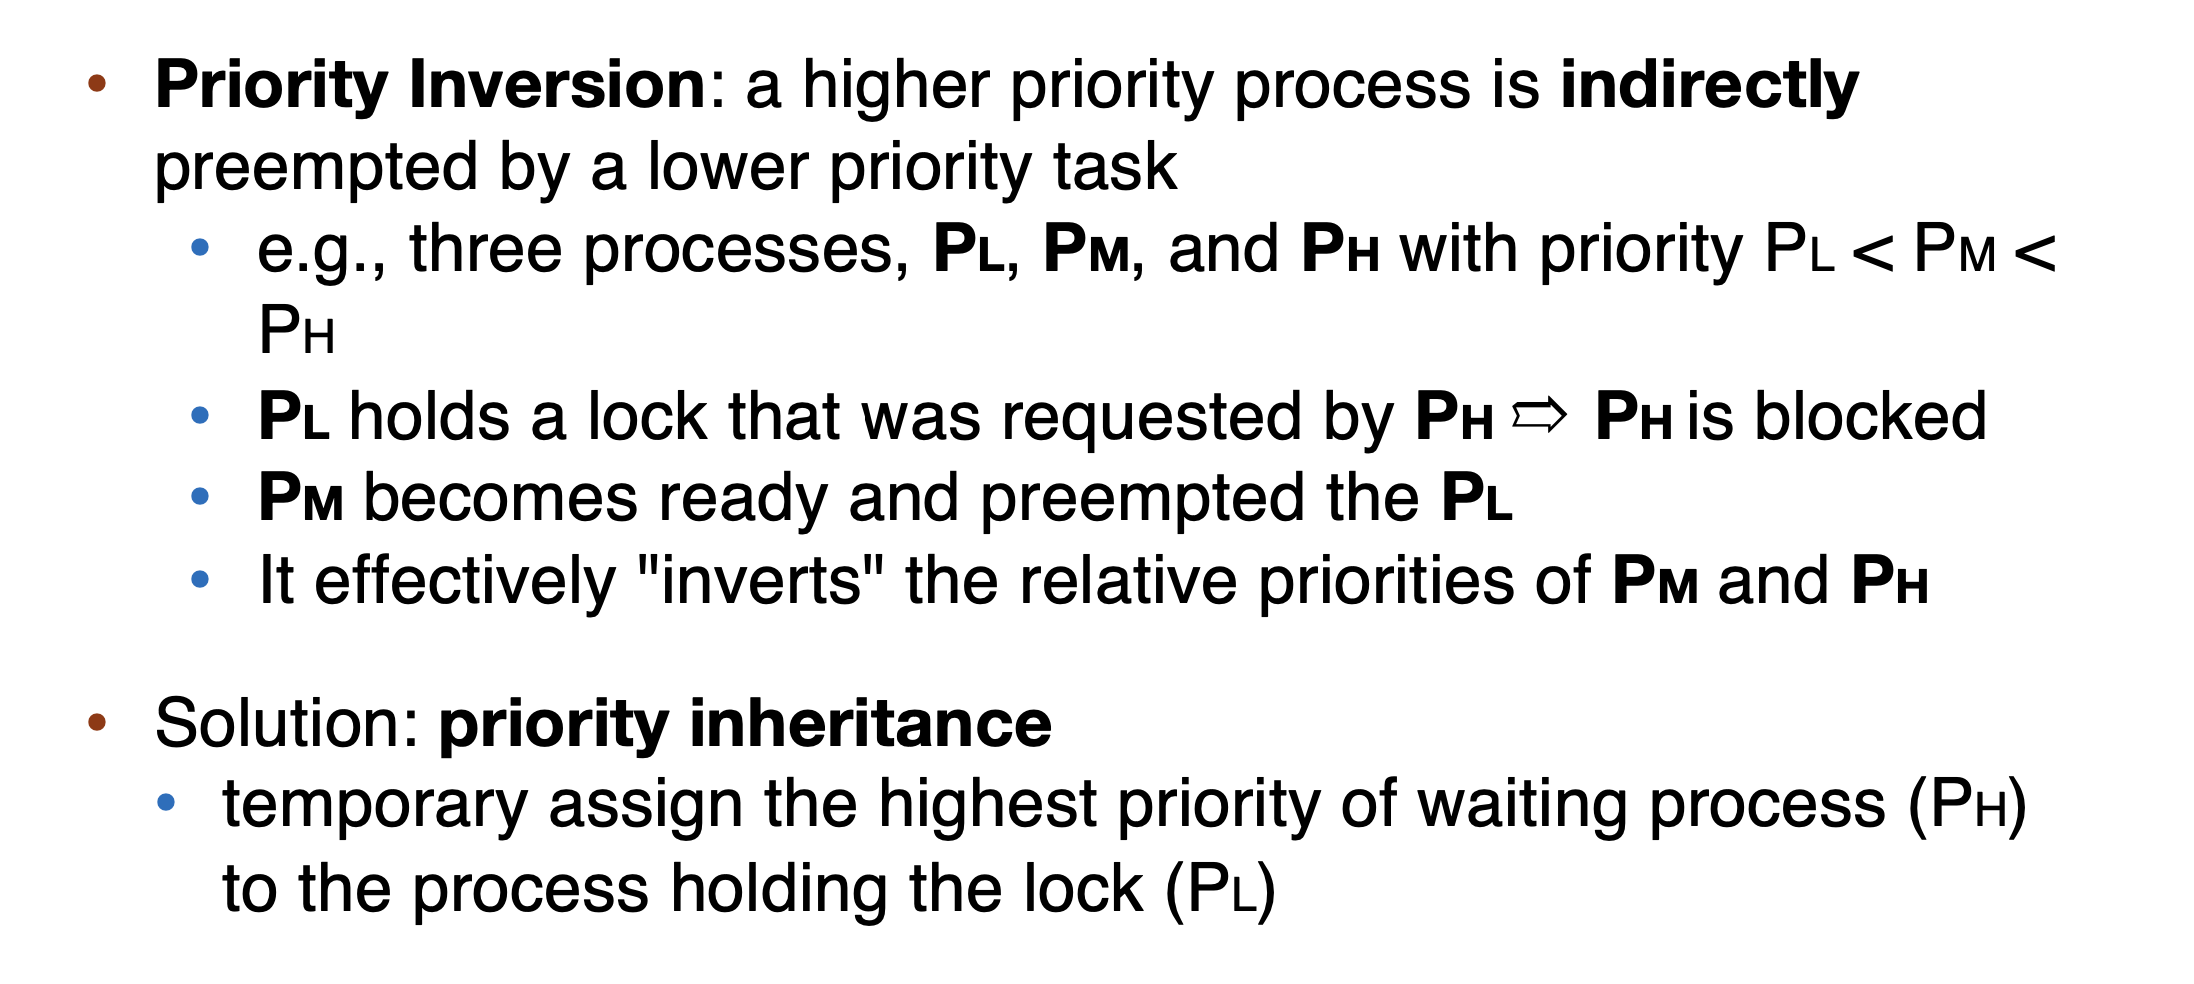 • Priority Inversion: a higher priority process is indirectly
preempted by a lower priority task
• e.g., three processes, PL, PM, and PH with priority PL < PM <
PH
• PL holds a lock that was requested by PH ⇨ PH is blocked
• PM becomes ready and preempted the PL
• It effectively "inverts" the relative priorities of PM and PH
• Solution: priority inheritance
• temporary assign the highest priority of waiting process (PH)
to the process holding the lock (PL)